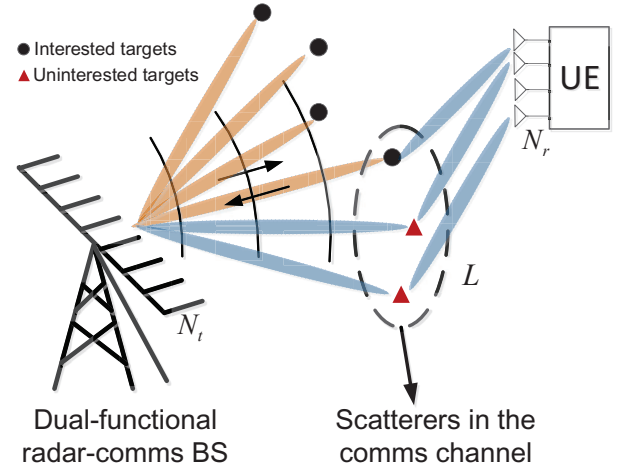 Interested targets
Uninterested targets
UE
N_r
L
N_t
Dual-functional
radar-comms BS
Scatterers in the
comms channel